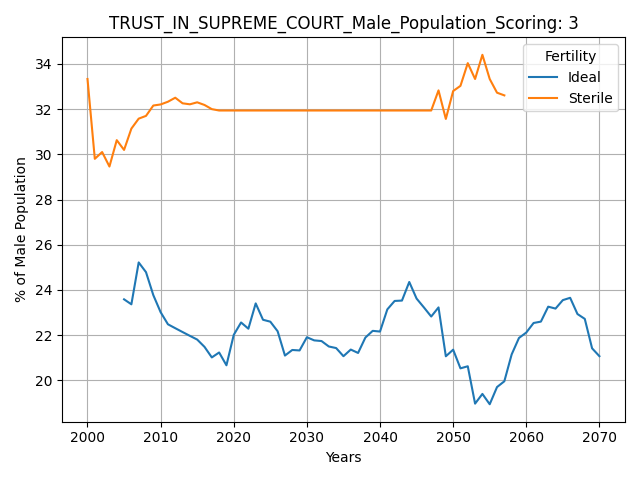 TRUST_IN_SUPREME_COURT_Male_Population_Scoring: 3
Fertility
Ideal
Sterile
% of Male Population
34
32
30
28
26
24
22
20
2000 2010 2020 2030 2040 2050 2060 2070
Years